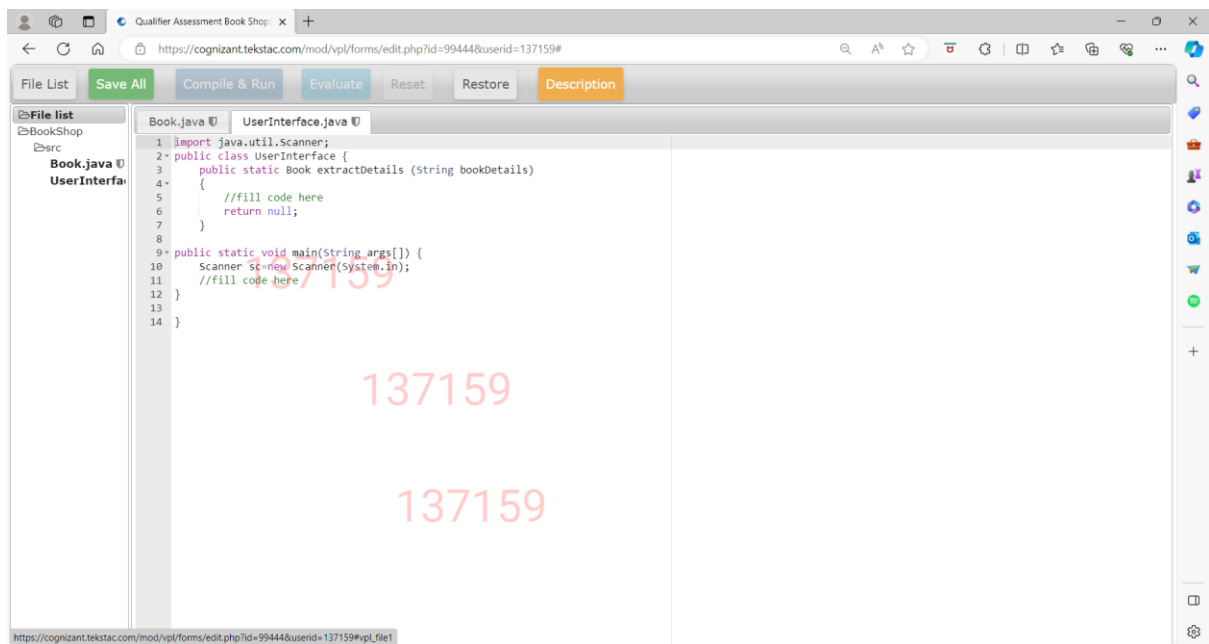 Qualifier Assessment Book Shop(
https://cognizant.tekstac.com/mod/vpl/forms/edit.php?id=99444&userid=137159#
File List Save All Compile & Run Evaluate Reset Restore Description
File list
BookShop
src
Book.java
UserInterfa
Book.java UserInterface.java
1 import java.util.Scanner;
2 public class UserInterface {
3 public static Book extractDetails (String bookDetails)
4 {
5 //fill code here
6 return null;
7 }
8
9 public static void main(String args[]) {
10 Scanner sc=new Scanner(System.in);
11 //fill code here
12 }
13
14 }
137159
137159
137159
https://cognizant.tekstac.com/mod/vpl/forms/edit.php?id=99444&userid=137159#vpl_file1